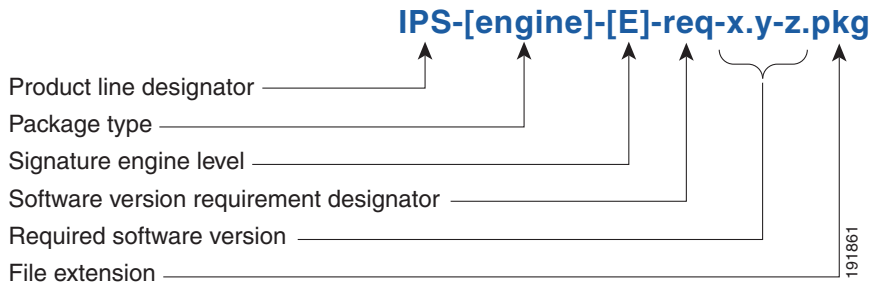 IPS-[engine]-[E]-req-x.y-z.pkg
Product line designator
Package type
Signature engine level
Software version requirement designator
Required software version
File extension
191861